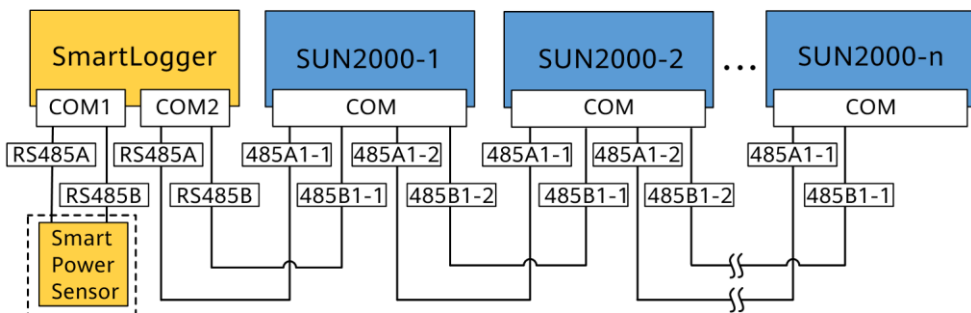 SmartLogger
SUN2000-1
SUN2000-2
...
SUN2000-n
COM1
COM2
COM
COM
COM
RS485A
RS485A
485A1-1
485A1-2
485A1-1
485A1-2
485A1-1
RS485B
RS485B
485B1-1
485B1-2
485B1-1
485B1-2
485B1-1
Smart
Power
Sensor